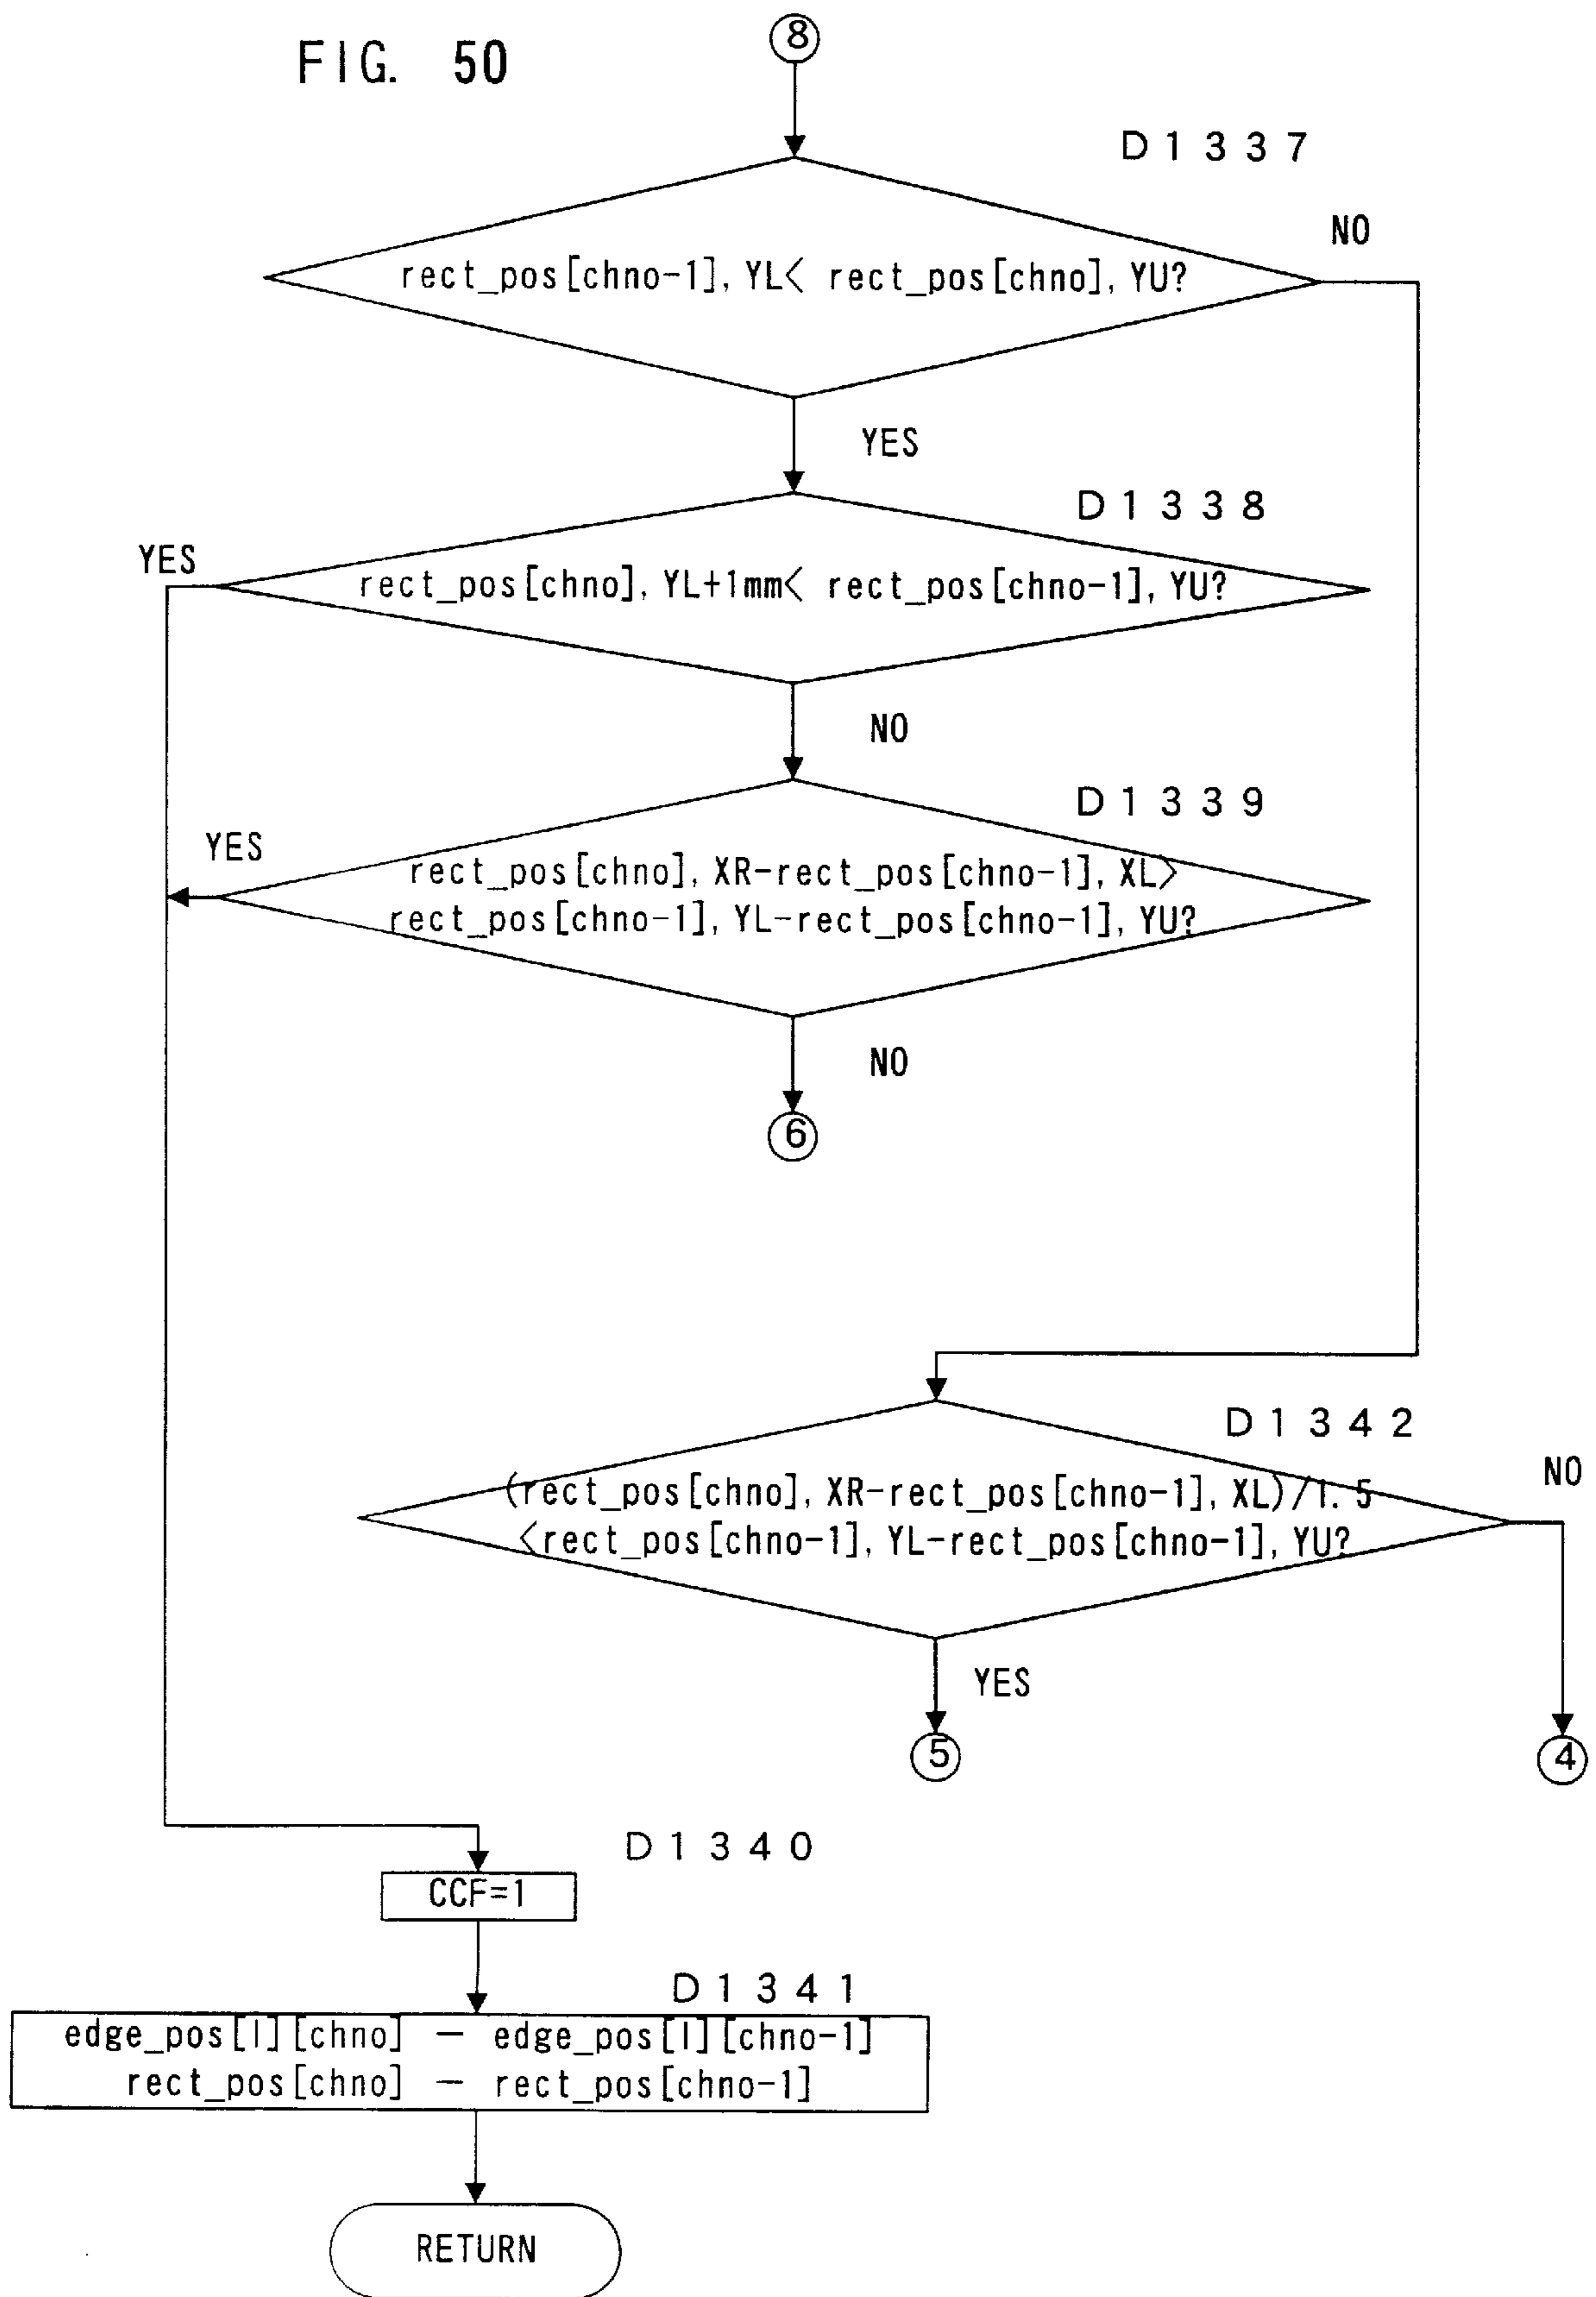 FIG. 50
8
D1337
NO
rect_pos[chno-1], YL< rect_pos[chno], YU?
YES
D1338
YES
rect_pos[chno], YL+1mm< rect_pos[chno-1], YU?
NO
D1339
YES
rect_pos[chno], XR-rect_pos[chno-1], XL>
rect_pos[chno-1], YL-rect_pos[chno-1], YU?
NO
6
D1342
NO
(rect_pos[chno], XR-rect_pos[chno-1], XL)/1.5
<rect_pos[chno-1], YL-rect_pos[chno-1], YU?
YES
5
4
D1340
CCF=1
D1341
edge_pos[I][chno] — edge_pos[I][chno-1]
rect_pos[chno] — rect_pos[chno-1]
RETURN